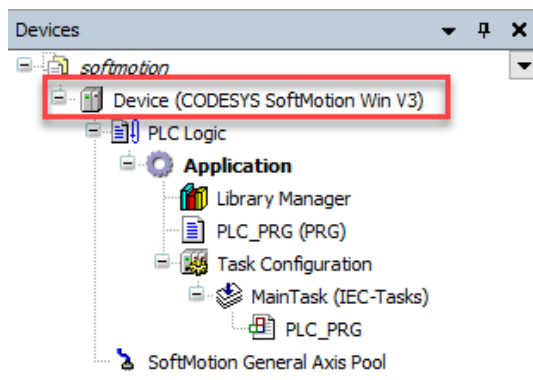 Devices
softmotion
Device (CODESYS SoftMotion Win V3)
PLC Logic
Application
Library Manager
PLC_PRG (PRG)
Task Configuration
MainTask (IEC-Tasks)
PLC_PRG
SoftMotion General Axis Pool